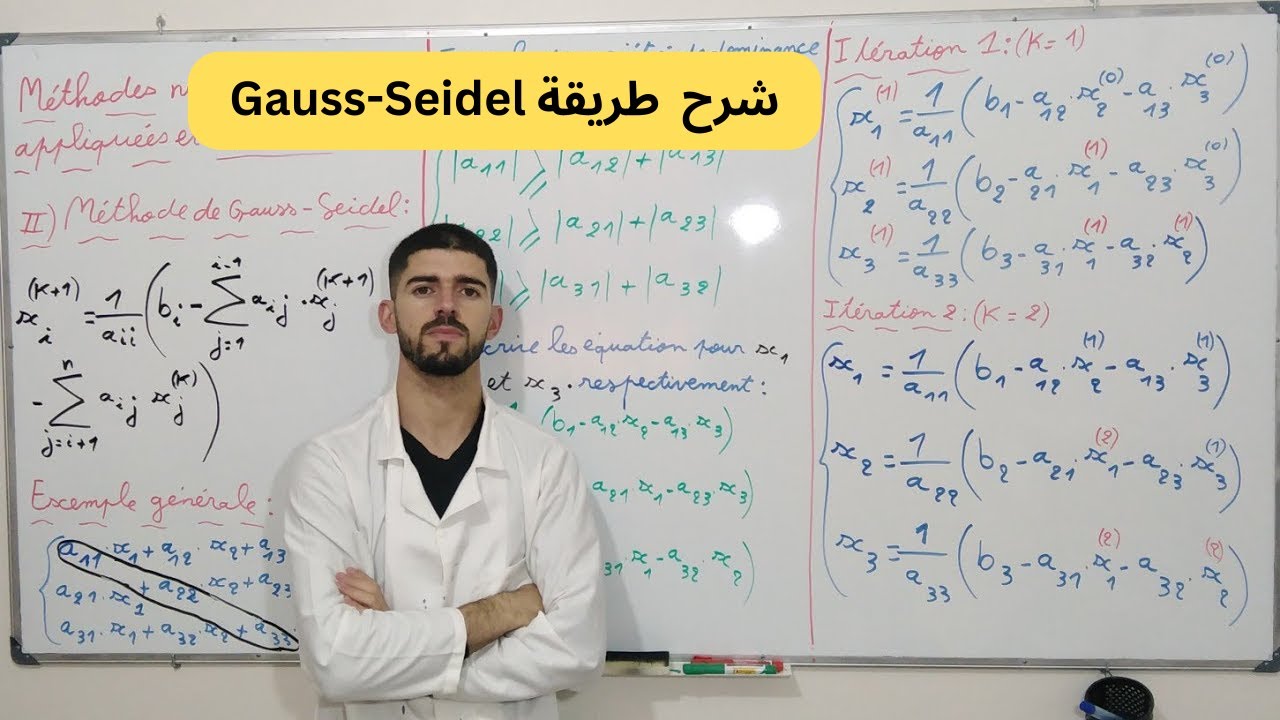 شرح طريقة Gauss-Seidel
Méthodes
appliquées
II) Méthode de Gauss-Seidel:
x_i^(K+1) = 1/a_ii (b_i - ∑_{j=1}^{i-1} a_ij · x_j^(K+1)
- ∑_{j=i+1}^{n} a_ij x_j^(K))
Exemple générale:
a_11·x_1 + a_12·x_2 + a_13
a_21·x_1 + a_22·x_2 + a_23
a_31·x_1 + a_32·x_2 + a_33
dominance
|a_11| ⩾ |a_12| + |a_13|
⩾ |a_21| + |a_23|
⩾ |a_31| + |a_32|
les équation pour x_1
et x_3 respectivement:
(b_1 - a_12·x_2 - a_13·x_3)
a_21·x_1 - a_23·x_3)
x_1 - a_32·x_2)
Itération 1: (K=1)
x_1^(1) = 1/a_11 (b_1 - a_12·x_2^(0) - a_13·x_3^(0))
x_2^(1) = 1/a_22 (b_2 - a_21·x_1^(1) - a_23·x_3^(0))
x_3^(1) = 1/a_33 (b_3 - a_31·x_1^(1) - a_32·x_2^(1))
Itération 2: (K=2)
x_1 = 1/a_11 (b_1 - a_12·x_2^(1) - a_13·x_3^(1))
x_2 = 1/a_22 (b_2 - a_21·x_1^(2) - a_23·x_3^(1))
x_3 = 1/a_33 (b_3 - a_31·x_1^(2) - a_32·x_2^(2))